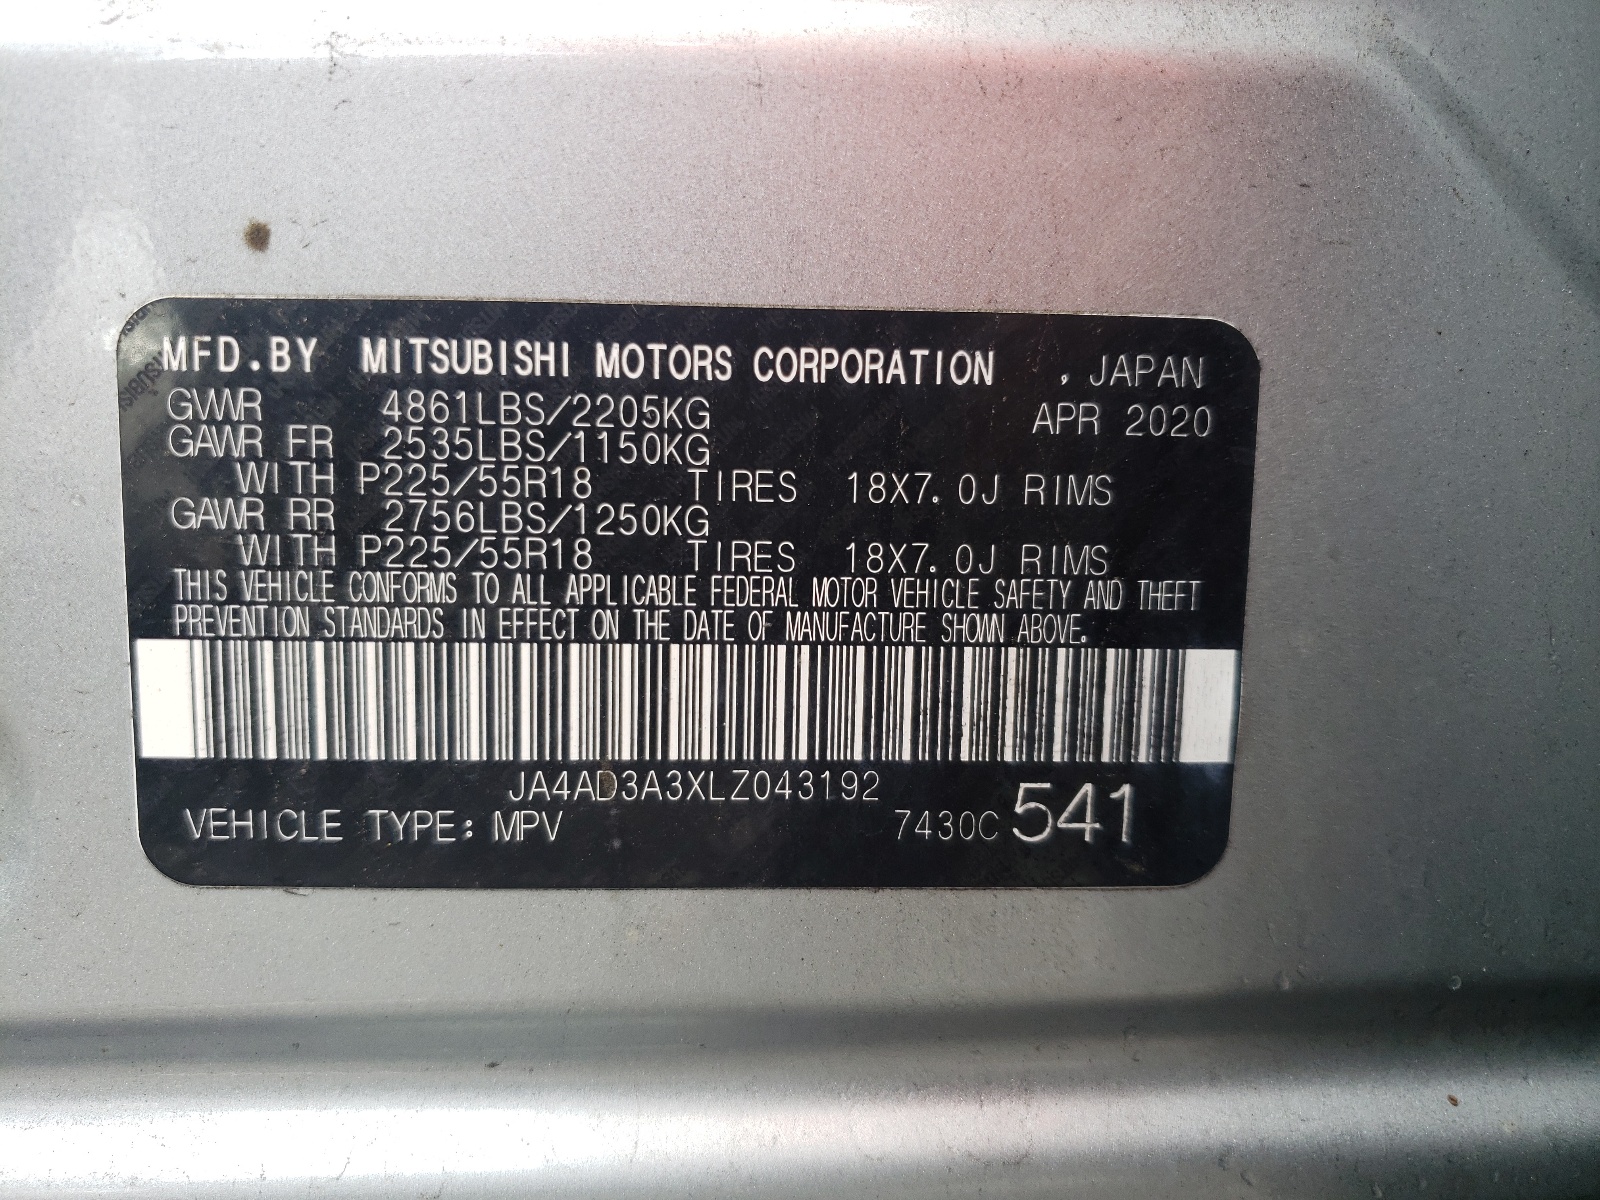 MFD.BY MITSUBISHI MOTORS CORPORATION , JAPAN
GVWR 4861LBS/2205KG APR 2020
GAWR FR 2535LBS/1150KG
WITH P225/55R18 TIRES 18X7.0J RIMS
GAWR RR 2756LBS/1250KG
WITH P225/55R18 TIRES 18X7.0J RIMS
THIS VEHICLE CONFORMS TO ALL APPLICABLE FEDERAL MOTOR VEHICLE SAFETY AND THEFT
PREVENTION STANDARDS IN EFFECT ON THE DATE OF MANUFACTURE SHOWN ABOVE.
JA4AD3A3XLZ043192
VEHICLE TYPE: MPV 7430C 541